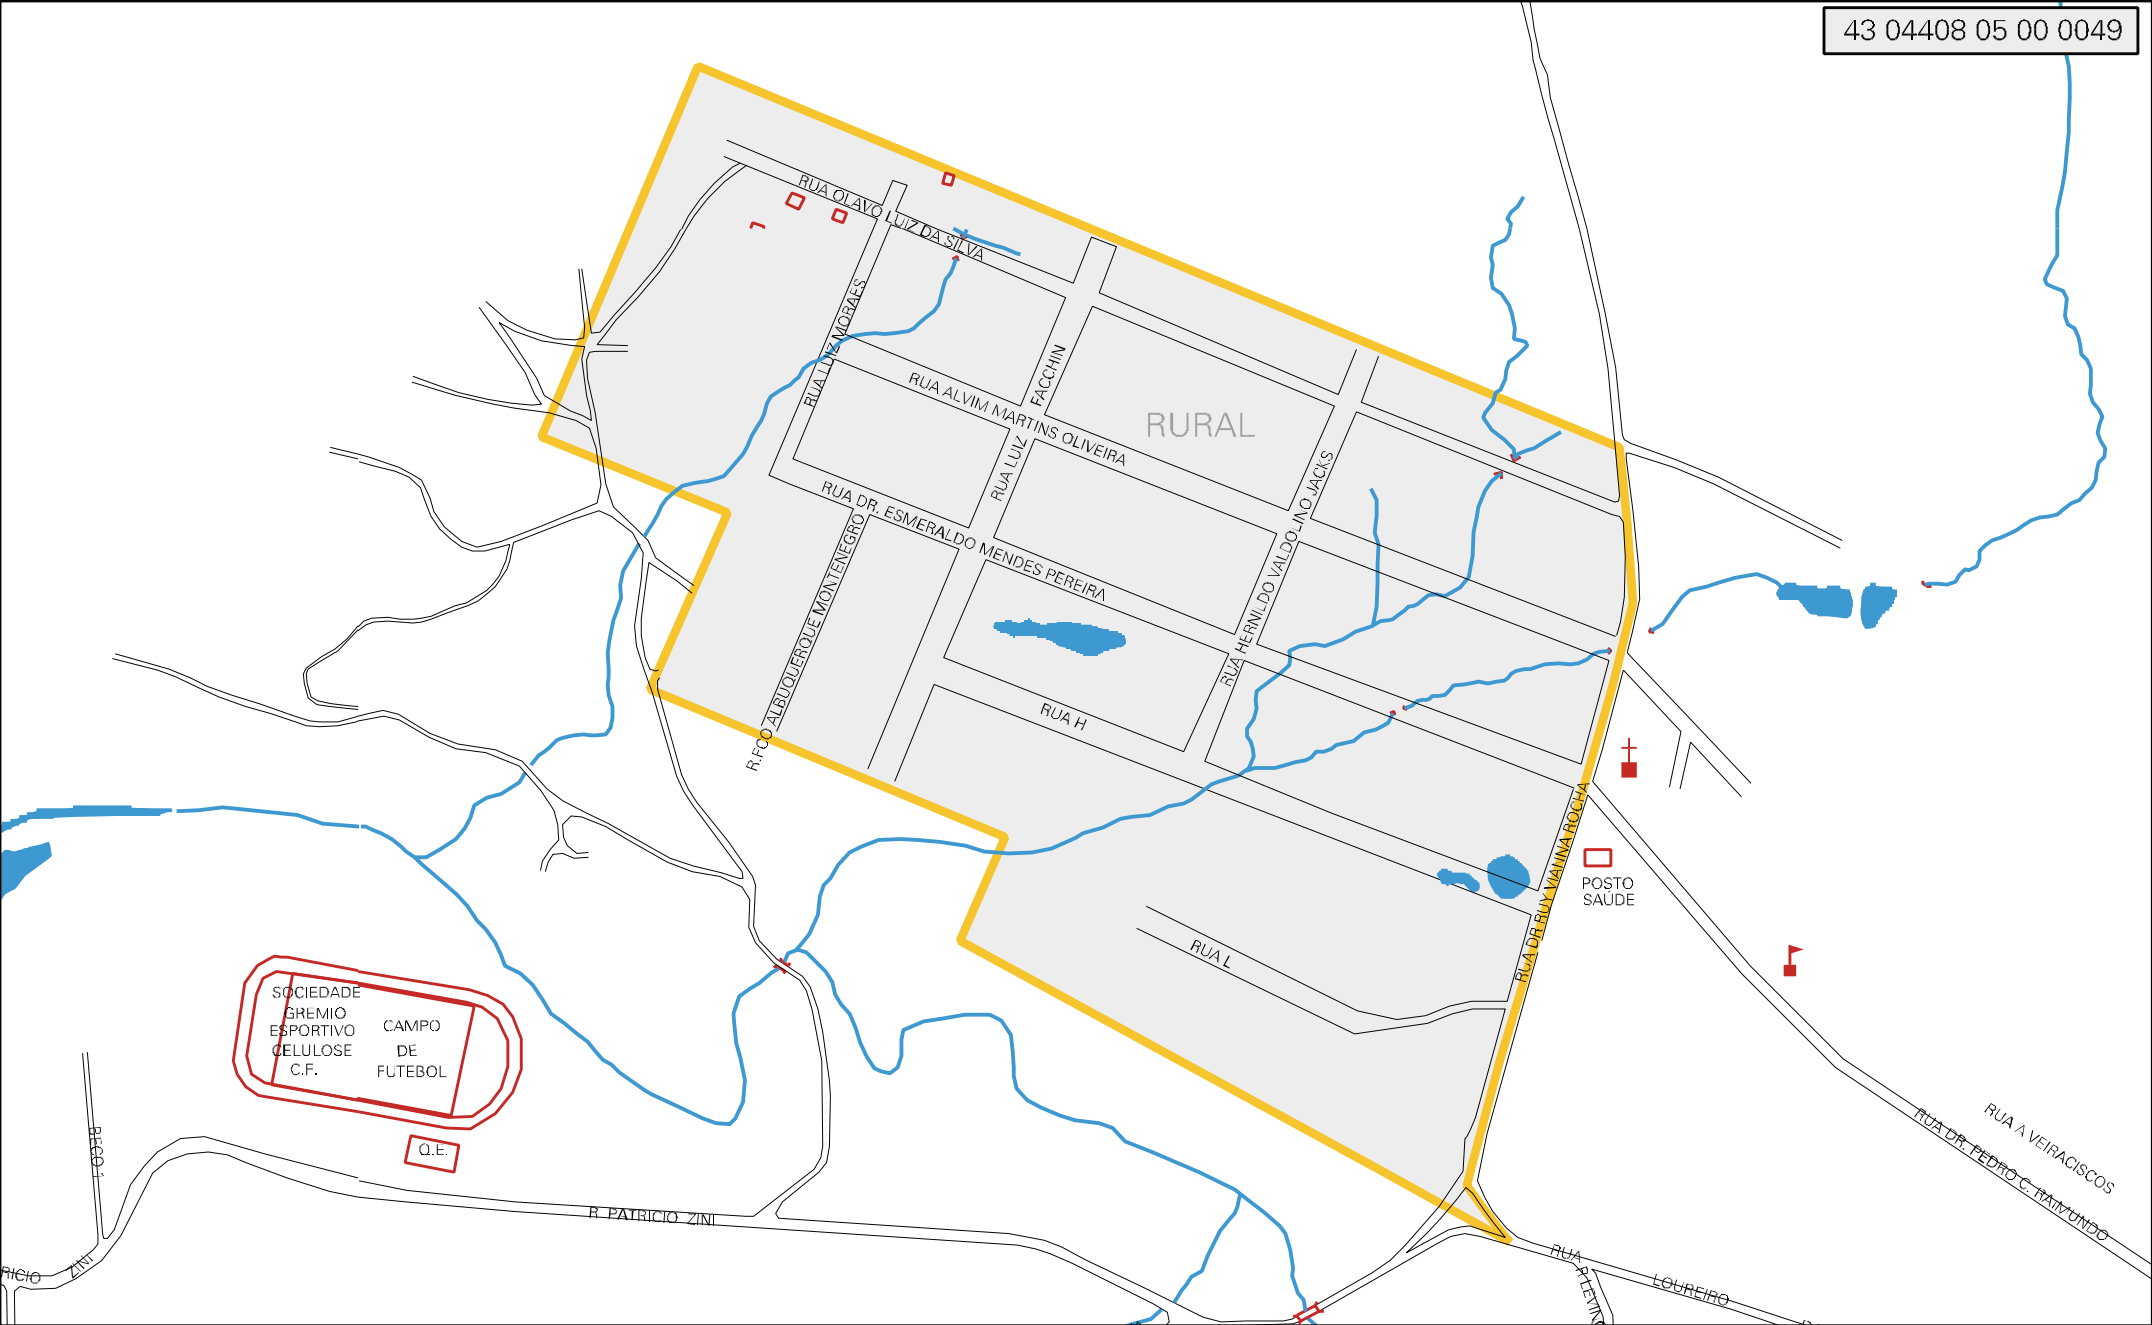 43 04408 05 00 0049
RUA OLAVO LUIZ DA SILVA
RUA LUIZ MORAES
FACCHIN
RUA LUIZ
RUA ALVIM MARTINS OLIVEIRA
RURAL
RUA HERNILDO VALDOLINO JACKS
RUA DR. ESMERALDO MENDES PEREIRA
R.FCO ALBUQUERQUE MONTENEGRO
RUA H
RUA DR RUY VIANNA ROCHA
POSTO
SAÚDE
RUA L
SOCIEDADE
GREMIO
ESPORTIVO
CELULOSE
C.F.
CAMPO
DE
FUTEBOL
Q.E.
BECO 1
R PATRICIO ZINI
RICIO ZINI
RUA A VEIRACISCOS
RUA DR. PEDRO C. RAIMUNDO
RUA LOUREIRO
R LEVINO